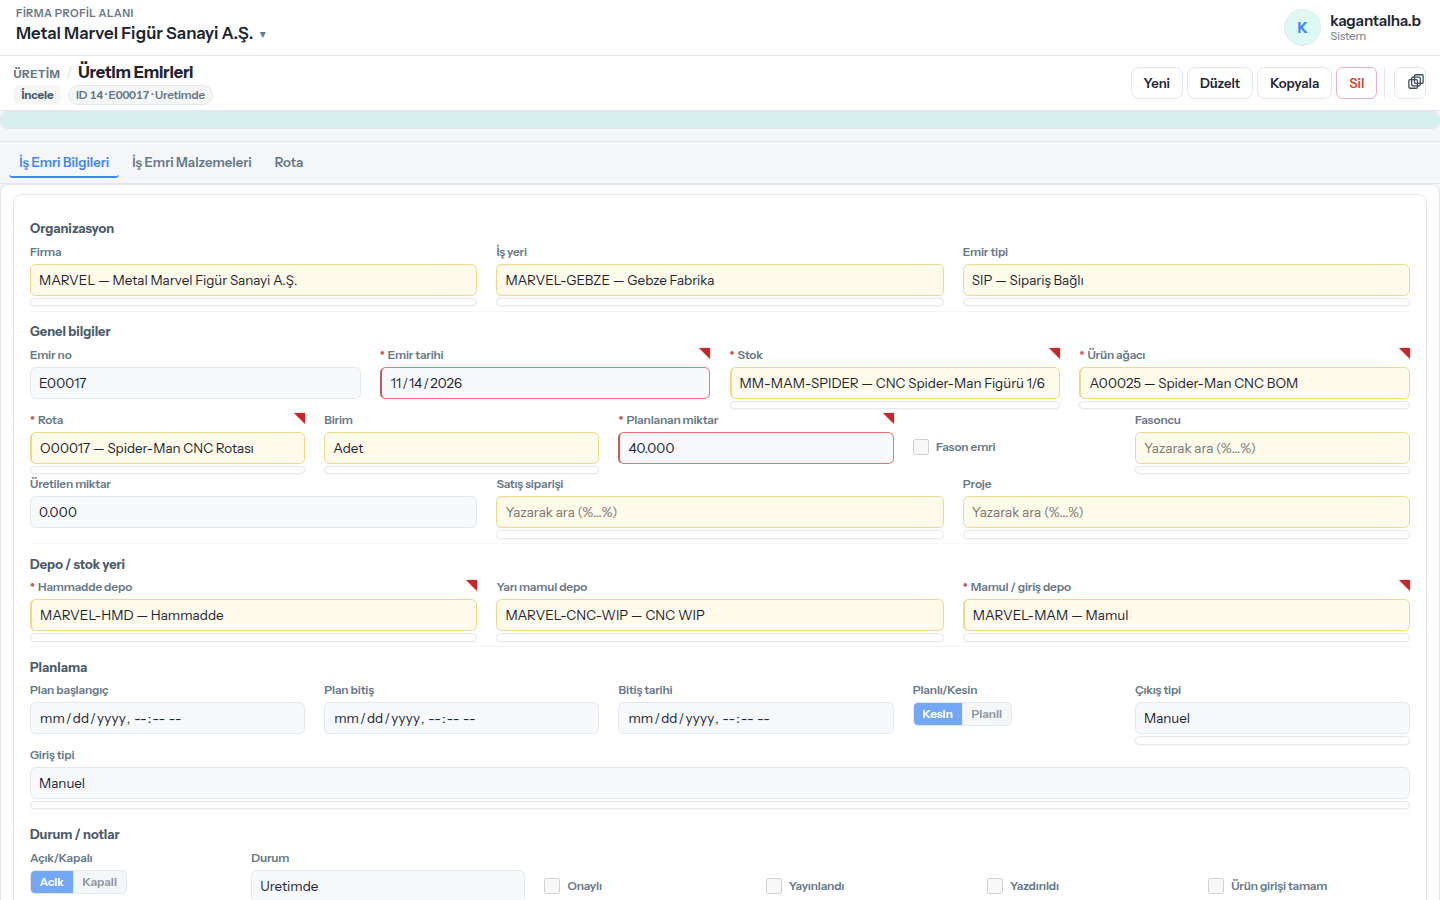 FİRMA PROFİL ALANI
Metal Marvel Figür Sanayi A.Ş. ▾
K
kagantalha.b
Sistem
ÜRETİM / Üretim Emirleri
İncele
ID 14·E00017·Uretimde
Yeni
Düzelt
Kopyala
Sil
İş Emri Bilgileri
İş Emri Malzemeleri
Rota
Organizasyon
Firma
İş yeri
Emir tipi
MARVEL — Metal Marvel Figür Sanayi A.Ş.
MARVEL-GEBZE — Gebze Fabrika
SIP — Sipariş Bağlı
Genel bilgiler
Emir no
* Emir tarihi
* Stok
* Ürün ağacı
E00017
11/14/2026
MM-MAM-SPIDER — CNC Spider-Man Figürü 1/6
A00025 — Spider-Man CNC BOM
* Rota
Birim
* Planlanan miktar
Fasoncu
O00017 — Spider-Man CNC Rotası
Adet
40.000
Fason emri
Yazarak ara (%...%)
Üretilen miktar
Satış siparişi
Proje
0.000
Yazarak ara (%...%)
Yazarak ara (%...%)
Depo / stok yeri
* Hammadde depo
Yarı mamul depo
* Mamul / giriş depo
MARVEL-HMD — Hammadde
MARVEL-CNC-WIP — CNC WIP
MARVEL-MAM — Mamul
Planlama
Plan başlangıç
Plan bitiş
Bitiş tarihi
Planlı/Kesin
Çıkış tipi
mm/dd/yyyy, --:-- --
mm/dd/yyyy, --:-- --
mm/dd/yyyy, --:-- --
Kesin
Planlı
Manuel
Giriş tipi
Manuel
Durum / notlar
Açık/Kapalı
Durum
Acik
Kapali
Uretimde
Onaylı
Yayınlandı
Yazdırıldı
Ürün girişi tamam